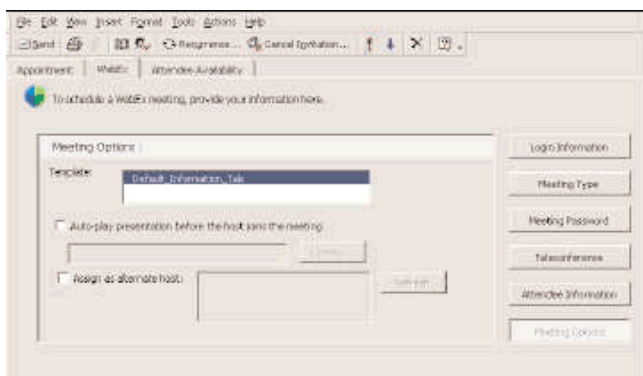 File Edit View Insert Format Tools Actions Help
Send Recurrence... Cancel Invitation...
Appointment WebEx Attendee Availability
To schedule a WebEx meeting, provide your information here.
Meeting Options
Login Information
Template:
Default_Information_Tab
Meeting Type
Auto-play presentation before the host joins the meeting
Meeting Password
Teleconference
Assign as alternate host:
Attendee Information
Meeting Options